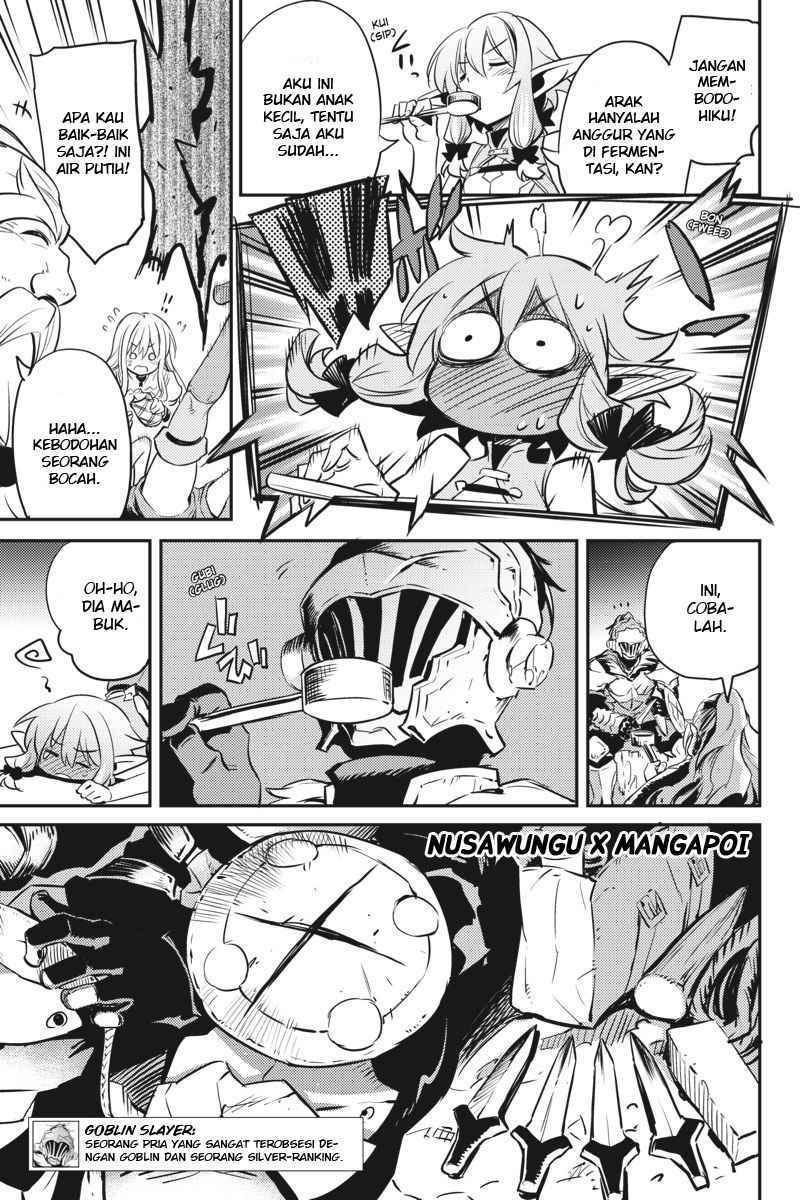 JANGAN
MEM-
BODO-
HIKU!
ARAK
HANYALAH
ANGGUR YANG
DI FERMEN-
TASI, KAN?
KUI
(SIP)
AKU INI
BUKAN ANAK
KECIL, TENTU
SAJA AKU
SUDAH...
BON
(FWEEE)
APA KAU
BAIK-BAIK
SAJA?! INI
AIR PUTIH!
HAHA...
KEBODOHAN
SEORANG
BOCAH.
INI,
COBA-
LAH.
GUBI
(GLUG)
OH-HO,
DIA MA-
BUK.
NUSAWUNGU X MANGAPOI
GOBLIN SLAYER:
SEORANG PRIA YANG SANGAT TEROBSESI DE-
NGAN GOBLIN DAN SEORANG SILVER-RANKING.